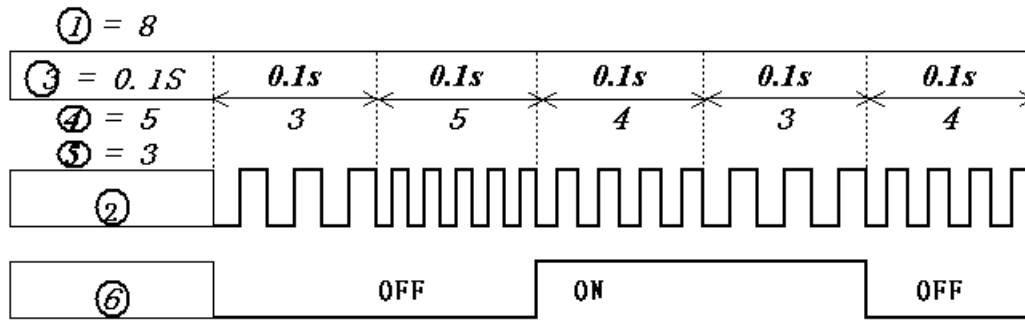 ① = 8
③ = 0.1S 0.1s 0.1s 0.1s 0.1s 0.1s
④ = 5 3 5 4 3 4
⑤ = 3
②
⑥ OFF ON OFF